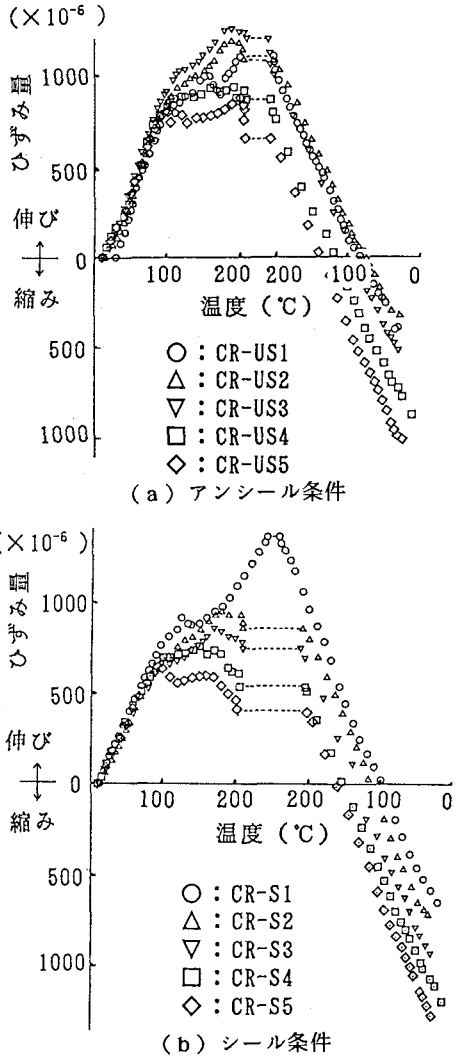 (×10⁻⁶)
1000
500
0
500
1000
ひずみ量
伸び
縮み
100 200 200 100 0
温度(℃)
○:CR-US1
△:CR-US2
▽:CR-US3
□:CR-US4
◇:CR-US5
(a)アンシール条件
(×10⁻⁶)
1000
500
0
500
1000
ひずみ量
伸び
縮み
100 200 200 100 0
温度(℃)
○:CR-S1
△:CR-S2
▽:CR-S3
□:CR-S4
◇:CR-S5
(b)シール条件